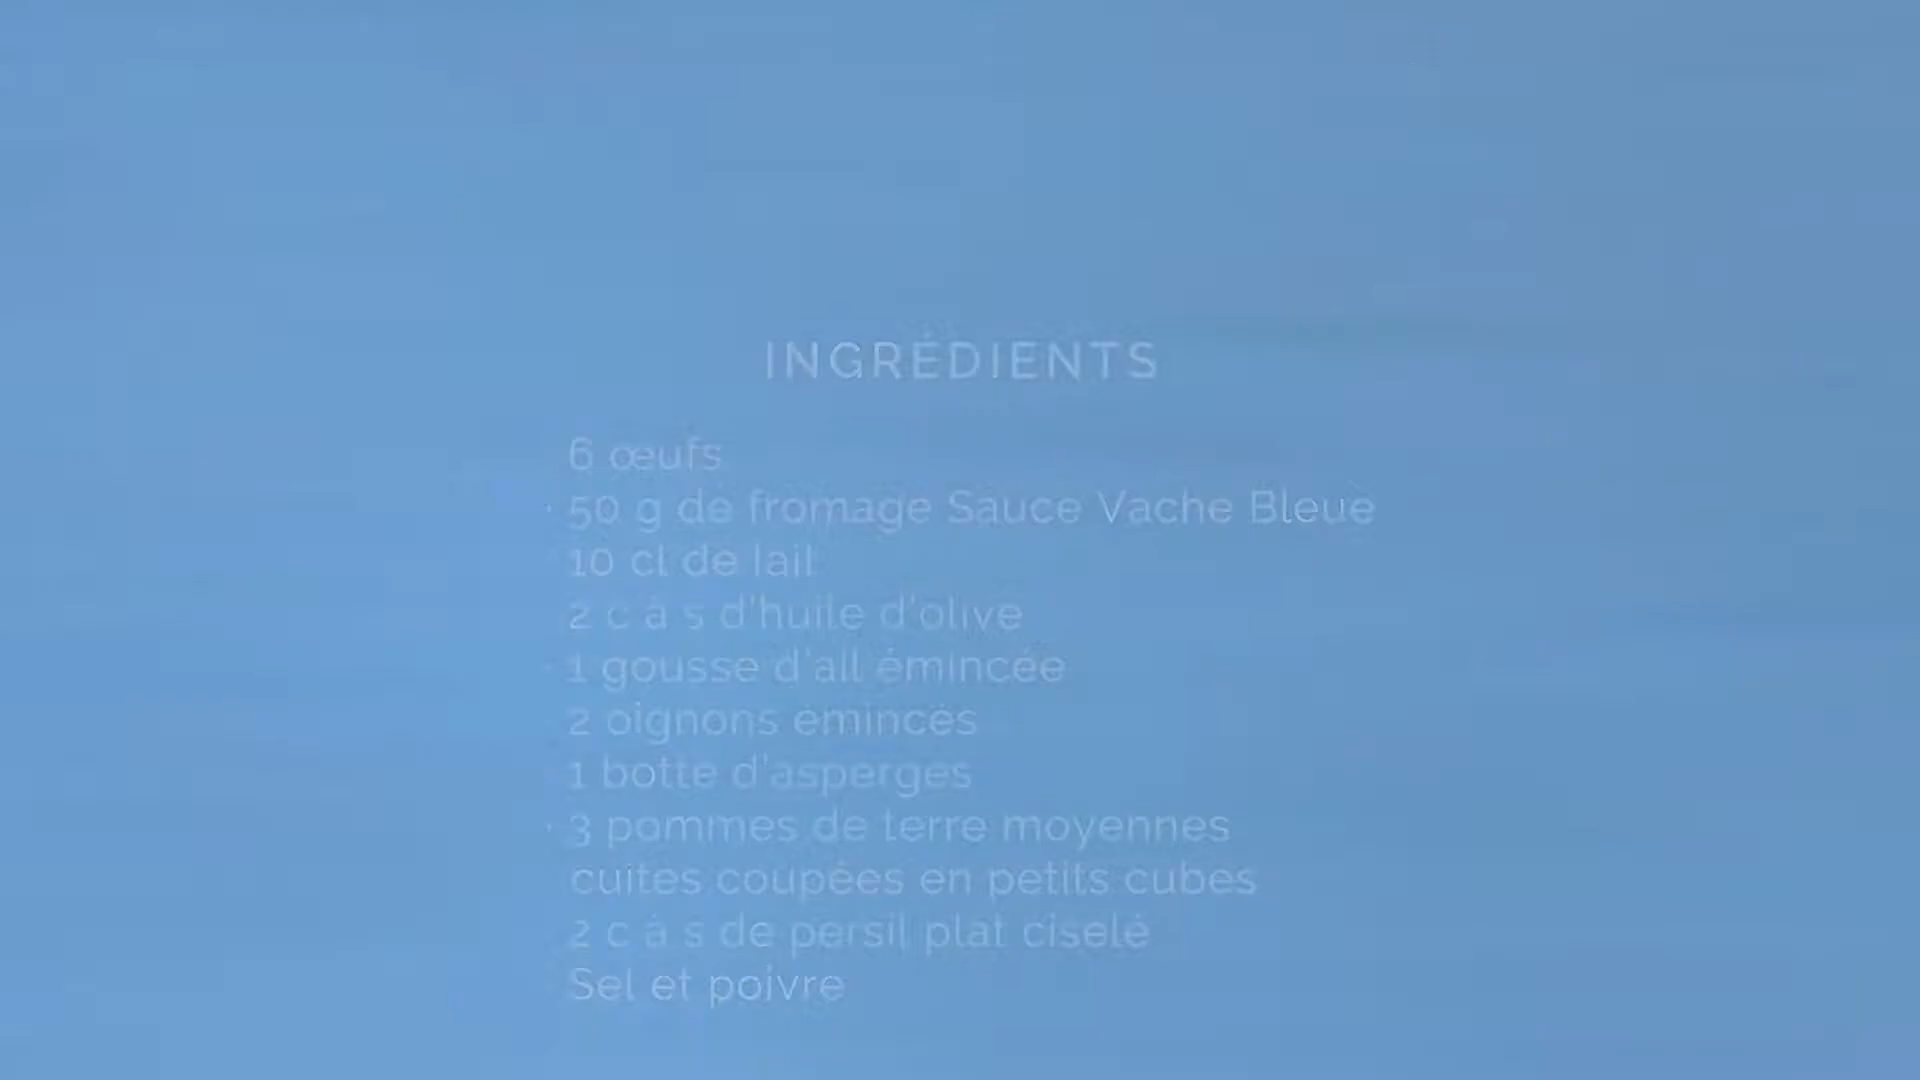 INGRÉDIENTS
6 œufs
· 50 g de fromage Sauce Vache Bleue
10 cl de lait
2 c à s d'huile d'olive
· 1 gousse d'ail émincée
2 oignons émincés
1 botte d'asperges
· 3 pommes de terre moyennes
cuites coupées en petits cubes
2 c à s de persil plat ciselé
Sel et poivre